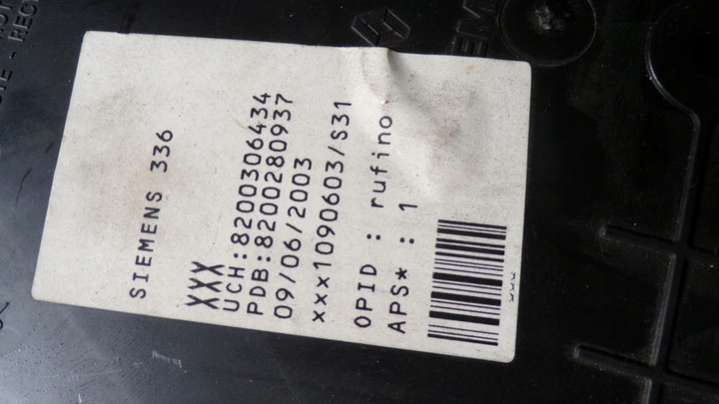 SIEMENS 336
XXX
UCH:8200306434
PDB:8200280937
09/06/2003
xxx1090603/S31
OPID : rufino
APS* : 1